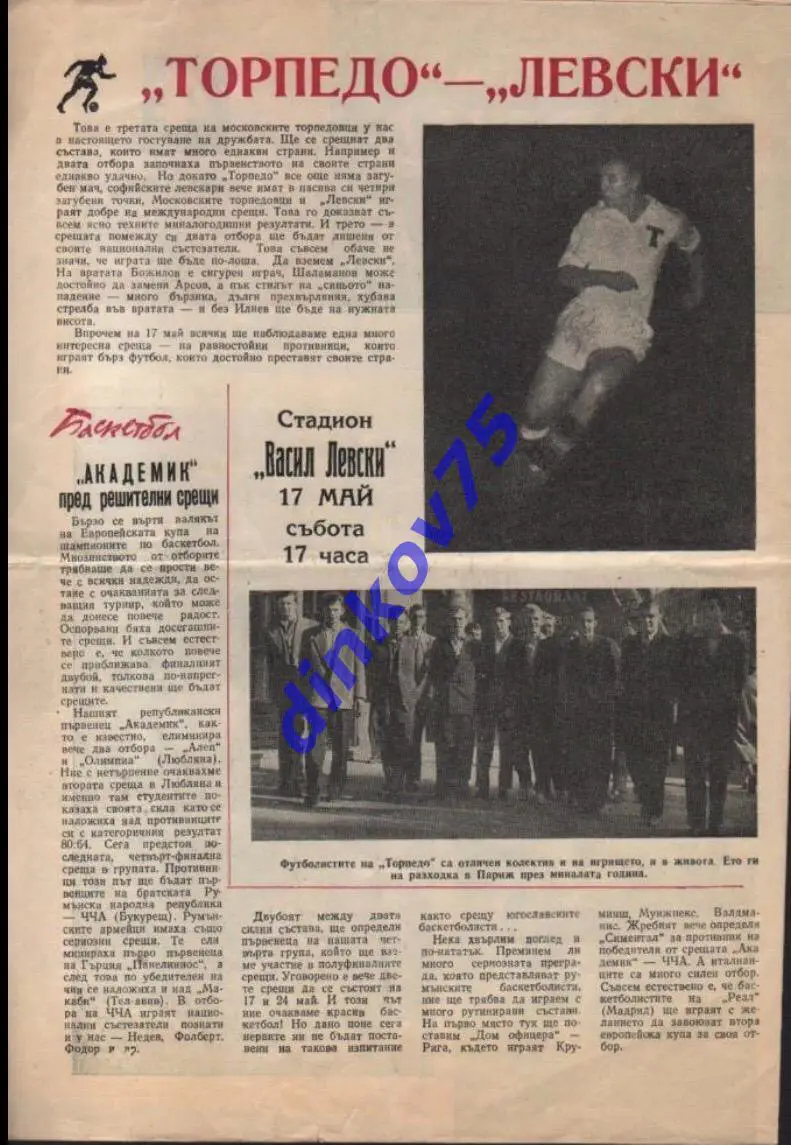 „ТОРПЕДО“ — „ЛЕВСКИ“
Това е третата среща на московските торпедовци у нас
в настоящето гостуване на дружбата. Ще се срещнат два
състава, които имат много еднакви страни. Например и
двата отбора започнаха първенството на своите страни
еднакво удачно. Но докато „Торпедо“ все още няма загу-
бен мач, софийските левскари вече имат в пасива си четири
загубени точки. Московските торпедовци и „Левски“ иг-
раят добре на международни срещи. Това го доказват съ-
всем ясно техните миналогодишни резултати. И трето — в
срещата помежду си двата отбора ще бъдат лишени от
своите национални състезатели. Това съвсем обаче не
значи, че играта ще бъде по-лоша. Да вземем „Левски“.
На вратата Божилов е сигурен играч, Шаламанов може
достойно да замени Арсов, а пък стилът на „синьото“ на-
падение — много бързина, дълги прехвърляния, хубава
стрелба във вратата — и без Илиев ще бъде на нужната
висота.
Впрочем на 17 май всички ще наблюдаваме една много
интересна среща — на равностойни противници, които
играят бърз футбол, които достойно преставят своите стра-
ни.
Т
Баскетбол
„АКАДЕМИК“
пред решителни срещи
Бързо се върти валякът
на Европейската купа на
шампионите по баскетбол.
Мнозинството от отборите
трябваше да се прости ве-
че с всички надежди, да ос-
тане с очакванията за след-
ващия турнир, който може
да донесе повече радост.
Оспорвани бяха досегашни-
те срещи. И съвсем естест-
вено е, че колкото повече
се приближава финалният
двубой, толкова по-напрег-
нати и качествени ще бъдат
срещите.
Нашият републикански
първенец „Академик“, как-
то е известно, елиминира
вече два отбора — „Алеп“
и „Олимпиа“ (Любляна).
Ние с нетърпение очаквахме
втората среща в Любляна и
именно там студентите по-
казаха своята сила като се
наложиха над противниците
си с категоричния резултат
80:64. Сега предстои по-
следната, четвърт-финална
среща в групата. Противни-
ци този път ще бъдат пър-
венците на братската Ру-
мънска народна република
— ЧЧА (Букурещ). Румън-
ските армейци имаха също
сериозни срещи. Те ели
минираха първо първенеца
на Гърция „Панелиниос“, а
след това по убедителен на
чин се наложиха и над „Ма-
каби“ (Тел-авив). В отбо-
ра на ЧЧА играят нацио-
нални състезатели познати
и у нас — Недев, Фолберт,
Фодор и др.
Стадион
„Васил Левски“
17 МАЙ
събота
17 часа
RESTAURANT
Футболистите на „Торпедо“ са отличен колектив и на игрището, и в живота. Ето ги
на разходка в Париж през миналата година.
Двубоят между двата
силни състава, ще определи
първенеца на нашата чет-
върта група, който ще взе-
ме участие в полуфиналните
срещи. Уговорено е вече две-
те срещи да се състоят на
17 и 24 май. И този път
ние очакваме красив бас-
кетбол! Но дано поне сега
нервите ни не бъдат поста-
вени на такова изпитание
както срещу югославските
баскетболисти...
Нека двърлим поглед и
по-нататък. Преминем ли
много сериозната прегра-
да, която представляват ру-
мънските баскетболисти,
ние ще трябва да играем с
много рутинирани състави.
На първо място тук ще по-
ставим „Дом офицера“ —
Рига, където играят Кру-
минш, Муижнекс, Валдма-
нис. Жребият вече определи
„Сименталь“ за противник на
победителя от срещата „Ака
демик“ — ЧЧА. А италиан-
ците са много силен отбор.
Съвсем естествено е, че бас-
кетболистите на „Реал“
(Мадрид) ще играят с же-
ланието да завоюват втора
европейска купа за своя от-
бор.
dinkov75